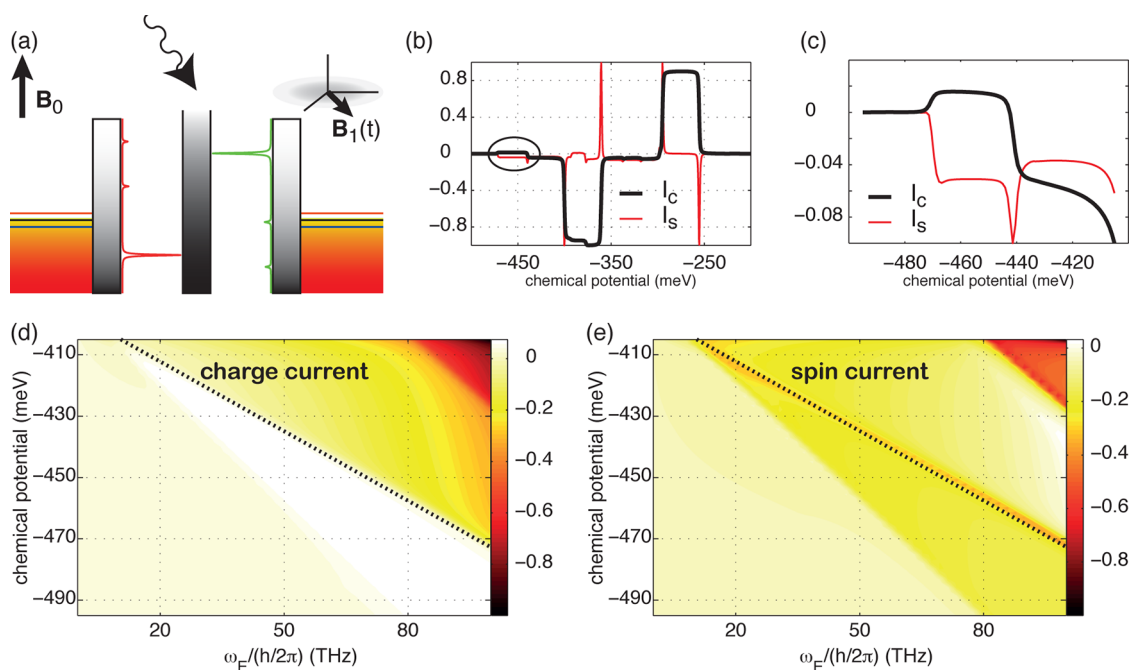 (a)
B0
B1(t)
(b)
0.8
0.4
0
−0.4
−0.8
Ic
Is
−450
−350
−250
chemical potential (meV)
(c)
0
−0.04
−0.08
Ic
Is
−480
−460
−440
−420
chemical potential (meV)
(d)
charge current
−410
−430
−450
−470
−490
chemical potential (meV)
20
50
80
ωE/(h/2π) (THz)
0
−0.2
−0.4
−0.6
−0.8
(e)
spin current
−410
−430
−450
−470
−490
chemical potential (meV)
20
50
80
ωE/(h/2π) (THz)
0
−0.2
−0.4
−0.6
−0.8